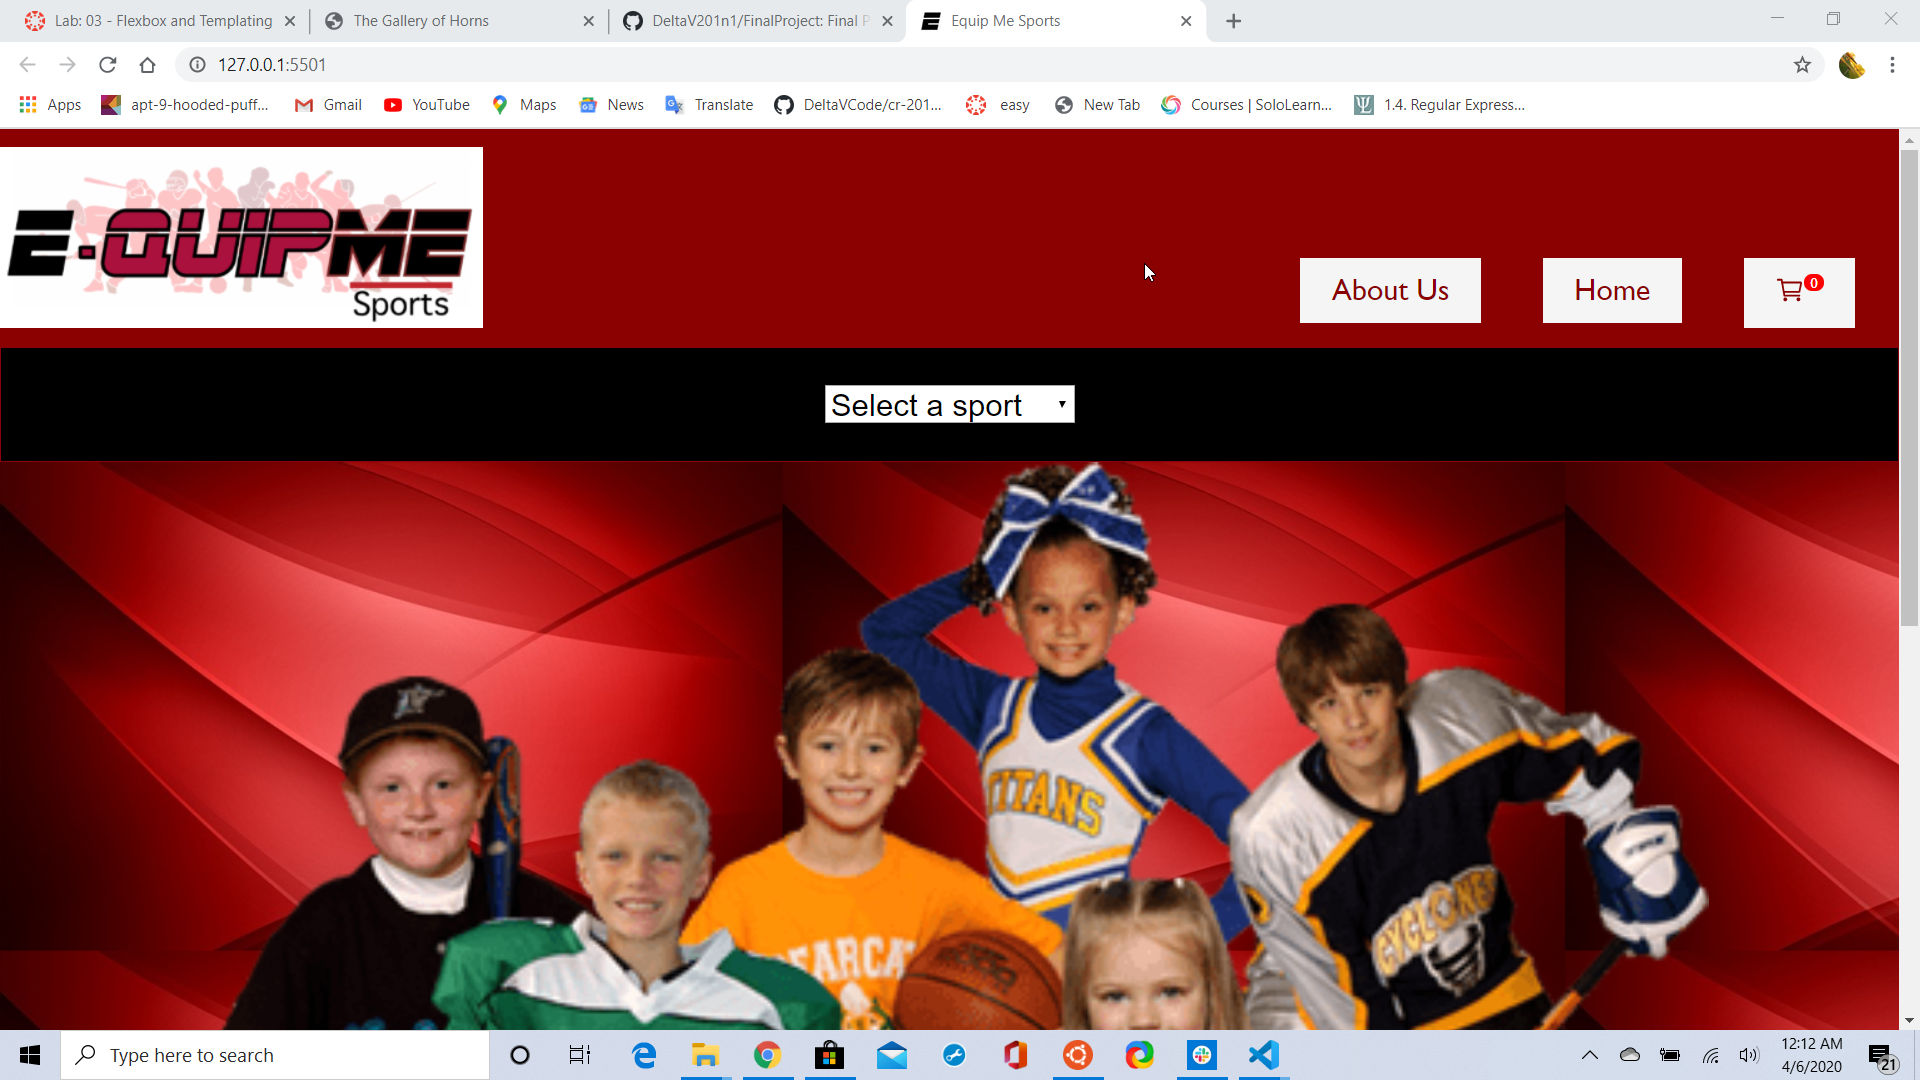 Lab: 03 - Flexbox and Templating
The Gallery of Horns
DeltaV201n1/FinalProject: Final P
Equip Me Sports
127.0.0.1:5501
Apps
apt-9-hooded-puff...
Gmail
YouTube
Maps
News
Translate
DeltaVCode/cr-201...
easy
New Tab
Courses | SoloLearn...
1.4. Regular Express...
E-QUIPME
Sports
About Us
Home
0
Select a sport
TITANS
CYCLONES
BEARCA
Type here to search
12:12 AM
4/6/2020
21